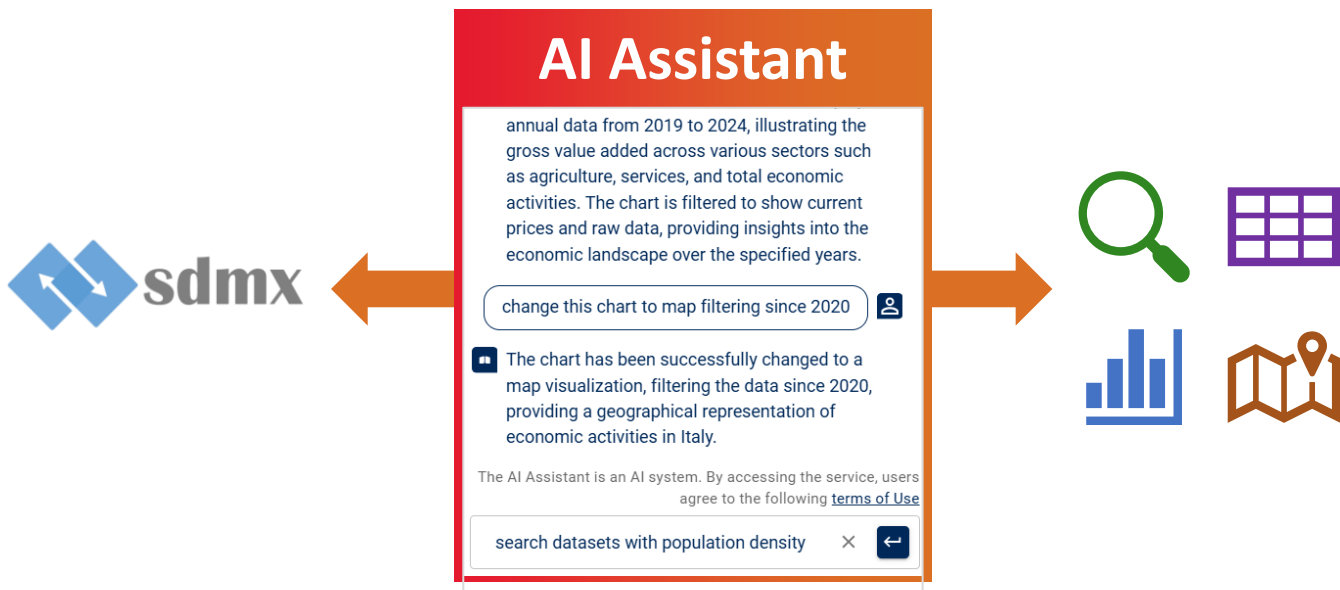 AI Assistant
annual data from 2019 to 2024, illustrating the
gross value added across various sectors such
as agriculture, services, and total economic
activities. The chart is filtered to show current
prices and raw data, providing insights into the
economic landscape over the specified years.
sdmx
change this chart to map filtering since 2020
The chart has been successfully changed to a
map visualization, filtering the data since 2020,
providing a geographical representation of
economic activities in Italy.
The AI Assistant is an AI system. By accessing the service, users
agree to the following terms of Use
search datasets with population density